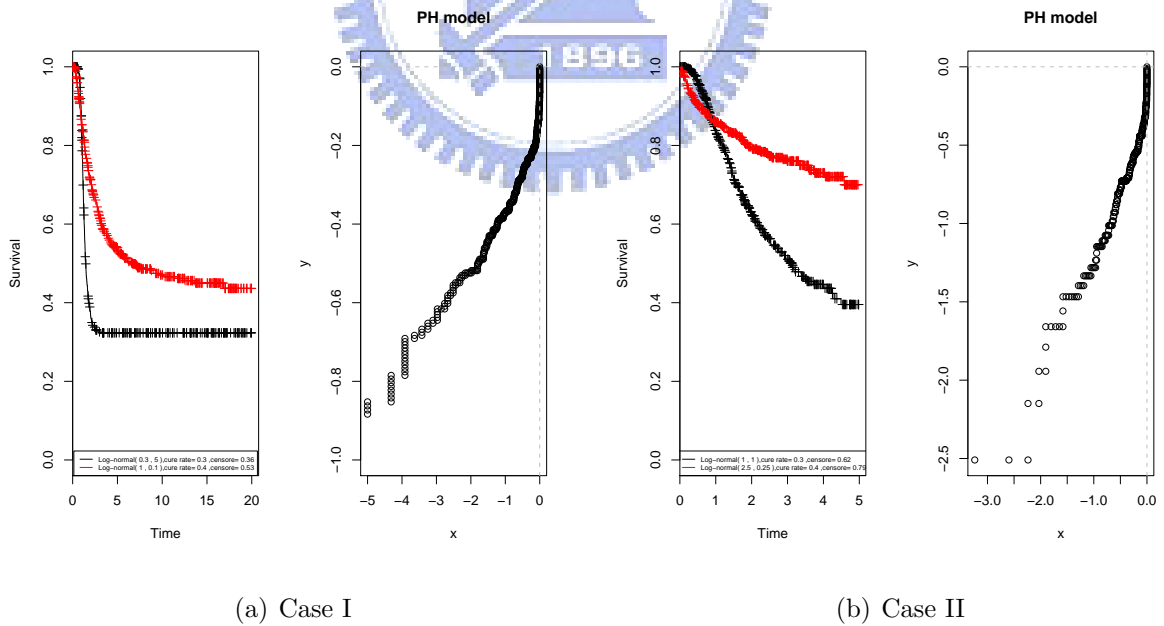 PH model
Survival
0.0
0.2
0.4
0.6
0.8
1.0
Log-normal( 0.3 , 5 ),cure rate= 0.3 ,censore= 0.36
Log-normal( 1 , 0.1 ),cure rate= 0.4 ,censore= 0.53
0 5 10 15 20
Time
y
0.0
-0.2
-0.4
-0.6
-0.8
-1.0
-5 -4 -3 -2 -1 0
x
1896
PH model
Survival
0.0
0.2
0.4
0.6
0.8
1.0
Log-normal( 1 , 1 ),cure rate= 0.3 ,censore= 0.62
Log-normal( 2.5 , 0.25 ),cure rate= 0.4 ,censore= 0.79
0 1 2 3 4 5
Time
y
0.0
-0.5
-1.0
-1.5
-2.0
-2.5
-3.0 -2.0 -1.0 0.0
x
(a) Case I
(b) Case II